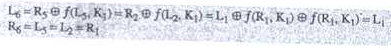 L₆ = R₅ ⊕ f(L₅, K₁) = R₂ ⊕ f(L₂, K₁) = L₁ ⊕ f(R₁, K₁) ⊕ f(R₁, K₁) = L₁
R₆ = L₅ = L₂ = R₁